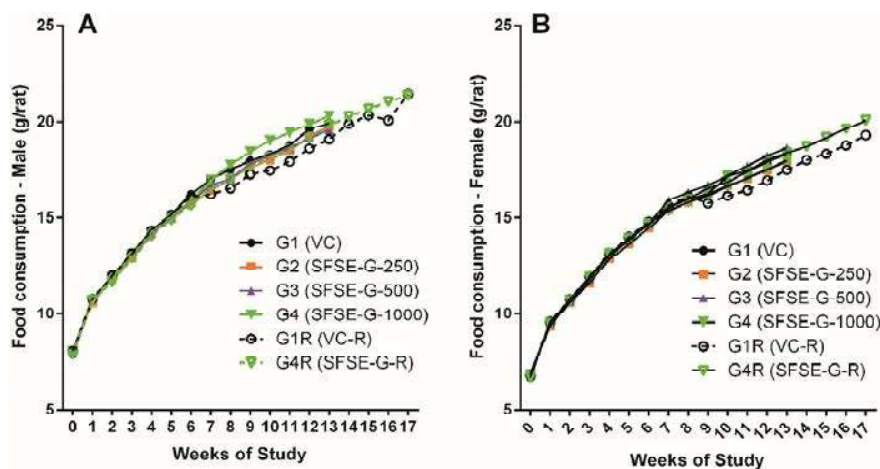 A
Food consumption - Male (g/rat)
25
20
15
10
5
G1 (VC)
G2 (SFSE-G-250)
G3 (SFSE-G-500)
G4 (SFSE-G-1000)
G1R (VC-R)
G4R (SFSE-G-R)
0 1 2 3 4 5 6 7 8 9 10 11 12 13 14 15 16 17
Weeks of Study
B
Food consumption - Female (g/rat)
25
20
15
10
5
G1 (VC)
G2 (SFSE-G-250)
G3 (SFSE-G-500)
G4 (SFSE-G-1000)
G1R (VC-R)
G4R (SFSE-G-R)
0 1 2 3 4 5 6 7 8 9 10 11 12 13 14 15 16 17
Weeks of Study